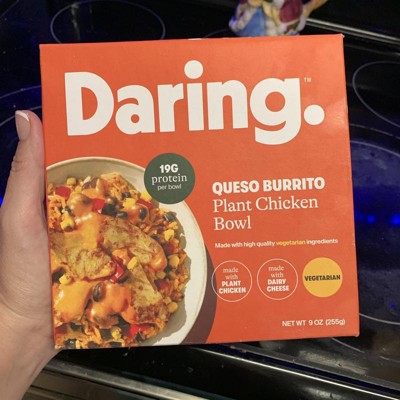 Daring.™
19G
protein
per bowl
QUESO BURRITO
Plant Chicken
Bowl
Made with high quality vegetarian ingredients
made
with
PLANT
CHICKEN
made
with
DAIRY
CHEESE
VEGETARIAN
NET WT 9 OZ (255g)